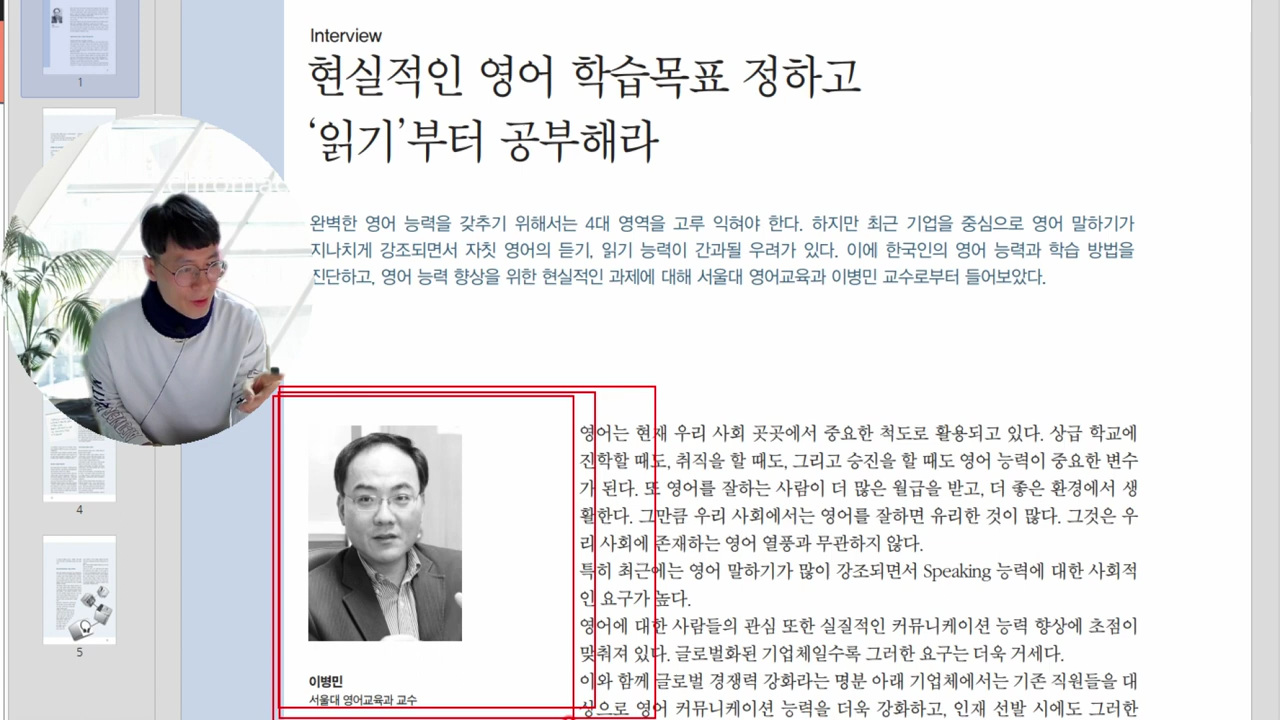 Interview
현실적인 영어 학습목표 정하고
‘읽기’부터 공부해라
완벽한 영어 능력을 갖추기 위해서는 4대 영역을 고루 익혀야 한다. 하지만 최근 기업을 중심으로 영어 말하기가
지나치게 강조되면서 자칫 영어의 듣기, 읽기 능력이 간과될 우려가 있다. 이에 한국인의 영어 능력과 학습 방법을
진단하고, 영어 능력 향상을 위한 현실적인 과제에 대해 서울대 영어교육과 이병민 교수로부터 들어보았다.
영어는 현재 우리 사회 곳곳에서 중요한 척도로 활용되고 있다. 상급 학교에
진학할 때도, 취직을 할 때도, 그리고 승진을 할 때도 영어 능력이 중요한 변수
가 된다. 또 영어를 잘하는 사람이 더 많은 월급을 받고, 더 좋은 환경에서 생
활한다. 그만큼 우리 사회에서는 영어를 잘하면 유리한 것이 많다. 그것은 우
리 사회에 존재하는 영어 열풍과 무관하지 않다.
특히 최근에는 영어 말하기가 많이 강조되면서 Speaking 능력에 대한 사회적
인 요구가 높다.
영어에 대한 사람들의 관심 또한 실질적인 커뮤니케이션 능력 향상에 초점이
맞춰져 있다. 글로벌화된 기업체일수록 그러한 요구는 더욱 거세다.
이와 함께 글로벌 경쟁력 강화라는 명분 아래 기업체에서는 기존 직원들을 대
상으로 영어 커뮤니케이션 능력을 더욱 강화하고, 인재 선발 시에도 그러한
이병민
서울대 영어교육과 교수
1
4
5